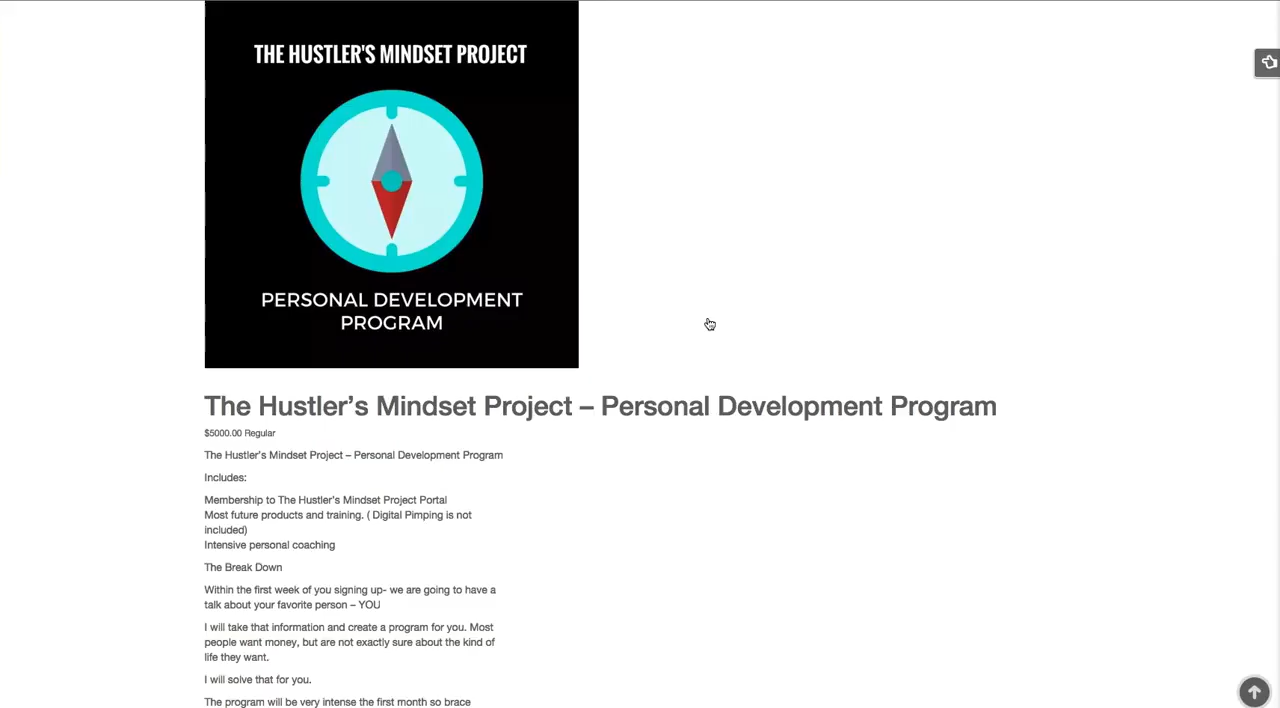 THE HUSTLER'S MINDSET PROJECT
PERSONAL DEVELOPMENT
PROGRAM
The Hustler’s Mindset Project – Personal Development Program
$5000.00 Regular
The Hustler’s Mindset Project – Personal Development Program
Includes:
Membership to The Hustler’s Mindset Project Portal
Most future products and training. ( Digital Pimping is not
included)
Intensive personal coaching
The Break Down
Within the first week of you signing up- we are going to have a
talk about your favorite person – YOU
I will take that information and create a program for you. Most
people want money, but are not exactly sure about the kind of
life they want.
I will solve that for you.
The program will be very intense the first month so brace